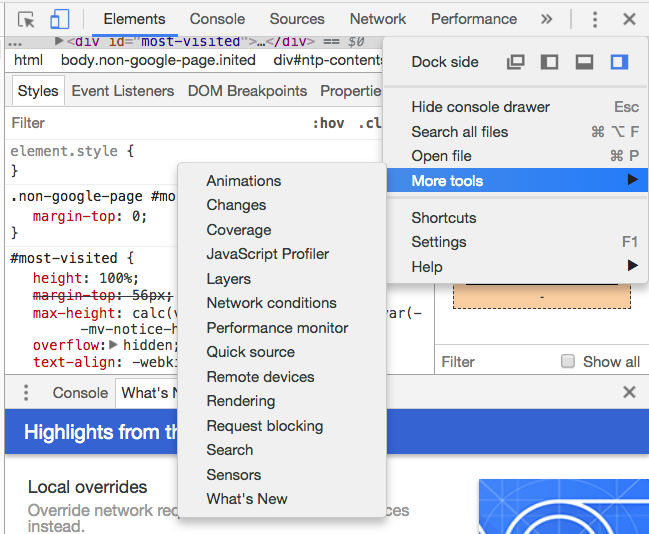 Elements Console Sources Network Performance »
... ▶<div id="most-visited">…</div> == $0
html body.non-google-page.inited div#ntp-contents
Styles Event Listeners DOM Breakpoints Properties
Filter :hov .cl
element.style {
}
.non-google-page #mo
margin-top: 0;
}
#most-visited {
height: 100%;
margin-top: 56px;
max-height: calc(v var(-
-mv-notice-h
overflow:▶hidden;
text-align: -webki
Dock side
Hide console drawer Esc
Search all files ⌘ ⌥ F
Open file ⌘ P
More tools ▶
Shortcuts
Settings F1
Help ▶
Animations
Changes
Coverage
JavaScript Profiler
Layers
Network conditions
Performance monitor
Quick source
Remote devices
Rendering
Request blocking
Search
Sensors
What's New
-
Filter Show all
Console What's N
Highlights from th
Local overrides
Override network req ces
instead.